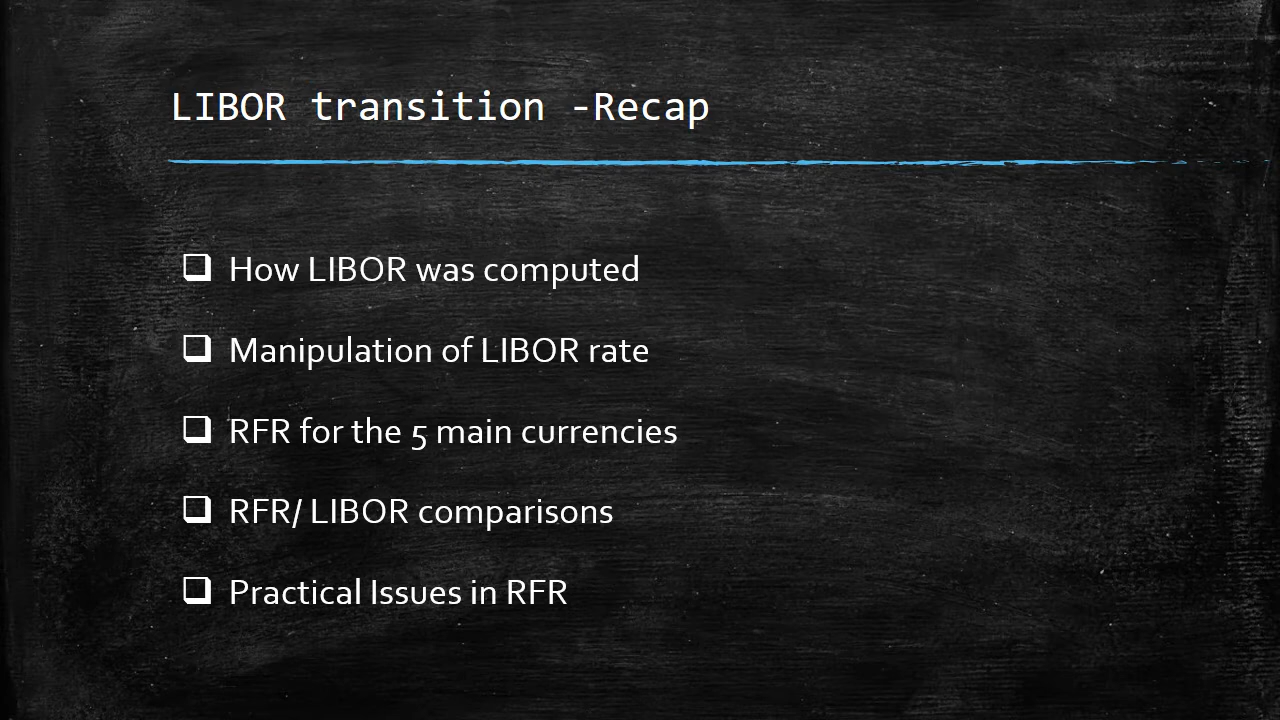 LIBOR transition -Recap
How LIBOR was computed
Manipulation of LIBOR rate
RFR for the 5 main currencies
RFR/ LIBOR comparisons
Practical Issues in RFR